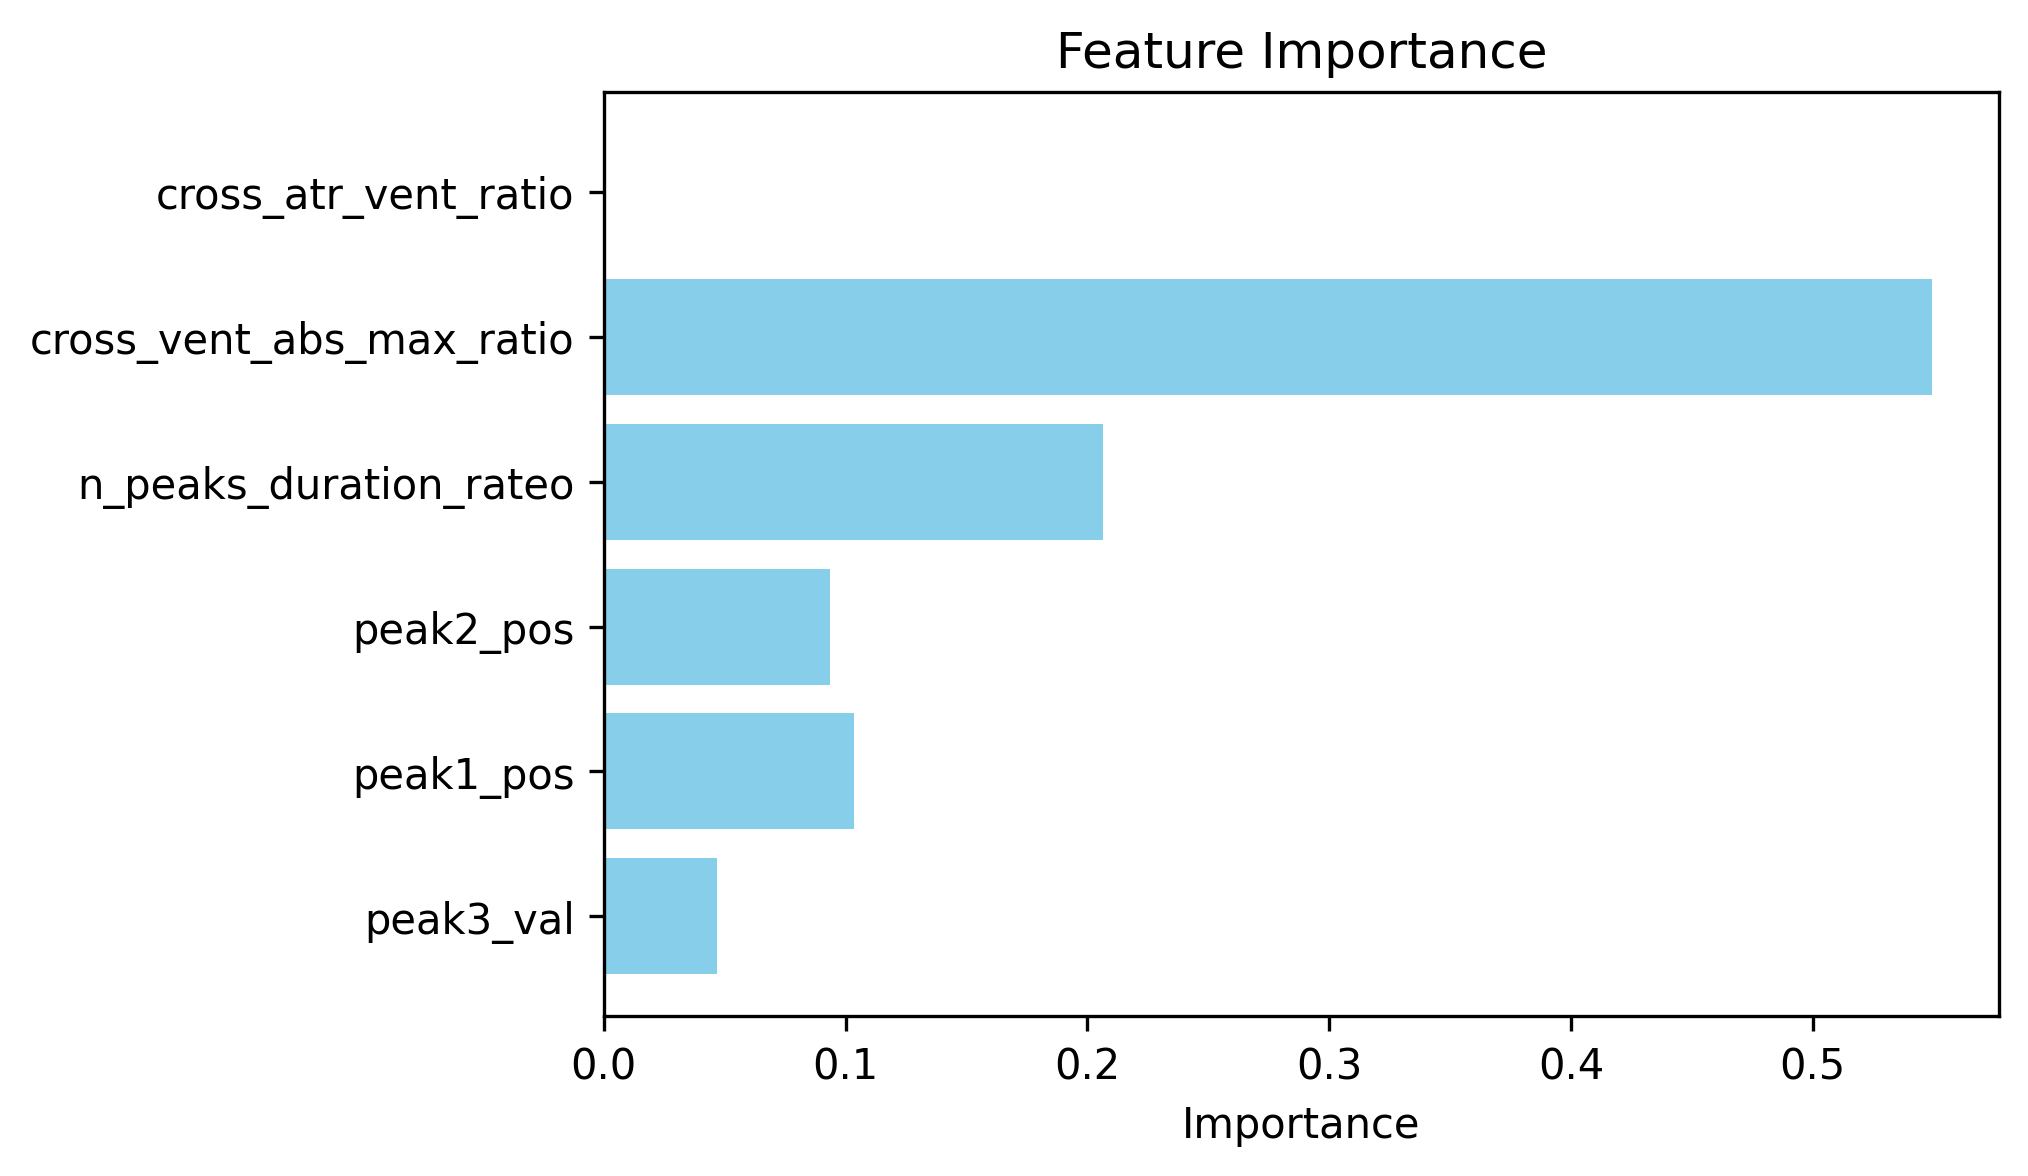 Feature Importance
cross_atr_vent_ratio
cross_vent_abs_max_ratio
n_peaks_duration_rateo
peak2_pos
peak1_pos
peak3_val
0.0 0.1 0.2 0.3 0.4 0.5
Importance